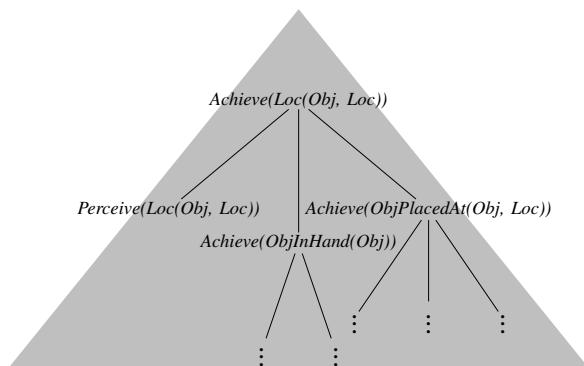 Achieve(Loc(Obj, Loc))
Perceive(Loc(Obj, Loc)) Achieve(ObjPlacedAt(Obj, Loc))
Achieve(ObjInHand(Obj))